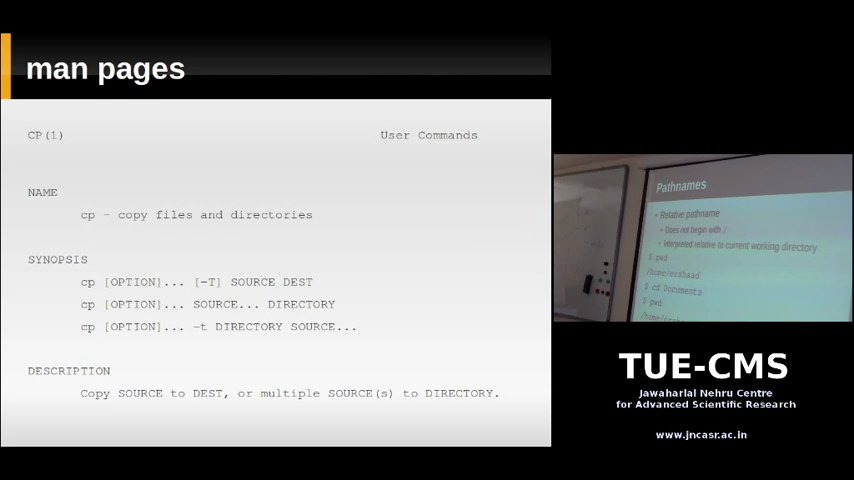 man pages
CP(1) User Commands
NAME
cp - copy files and directories
SYNOPSIS
cp [OPTION]... [-T] SOURCE DEST
cp [OPTION]... SOURCE... DIRECTORY
cp [OPTION]... -t DIRECTORY SOURCE...
DESCRIPTION
Copy SOURCE to DEST, or multiple SOURCE(s) to DIRECTORY.
Pathnames
• Relative pathname
• Does not begin with /
• Interpreted relative to current working directory
$ pwd
/home/ershaad
$ cd Documents
$ pwd
TUE-CMS
Jawaharlal Nehru Centre
for Advanced Scientific Research
www.jncasr.ac.in